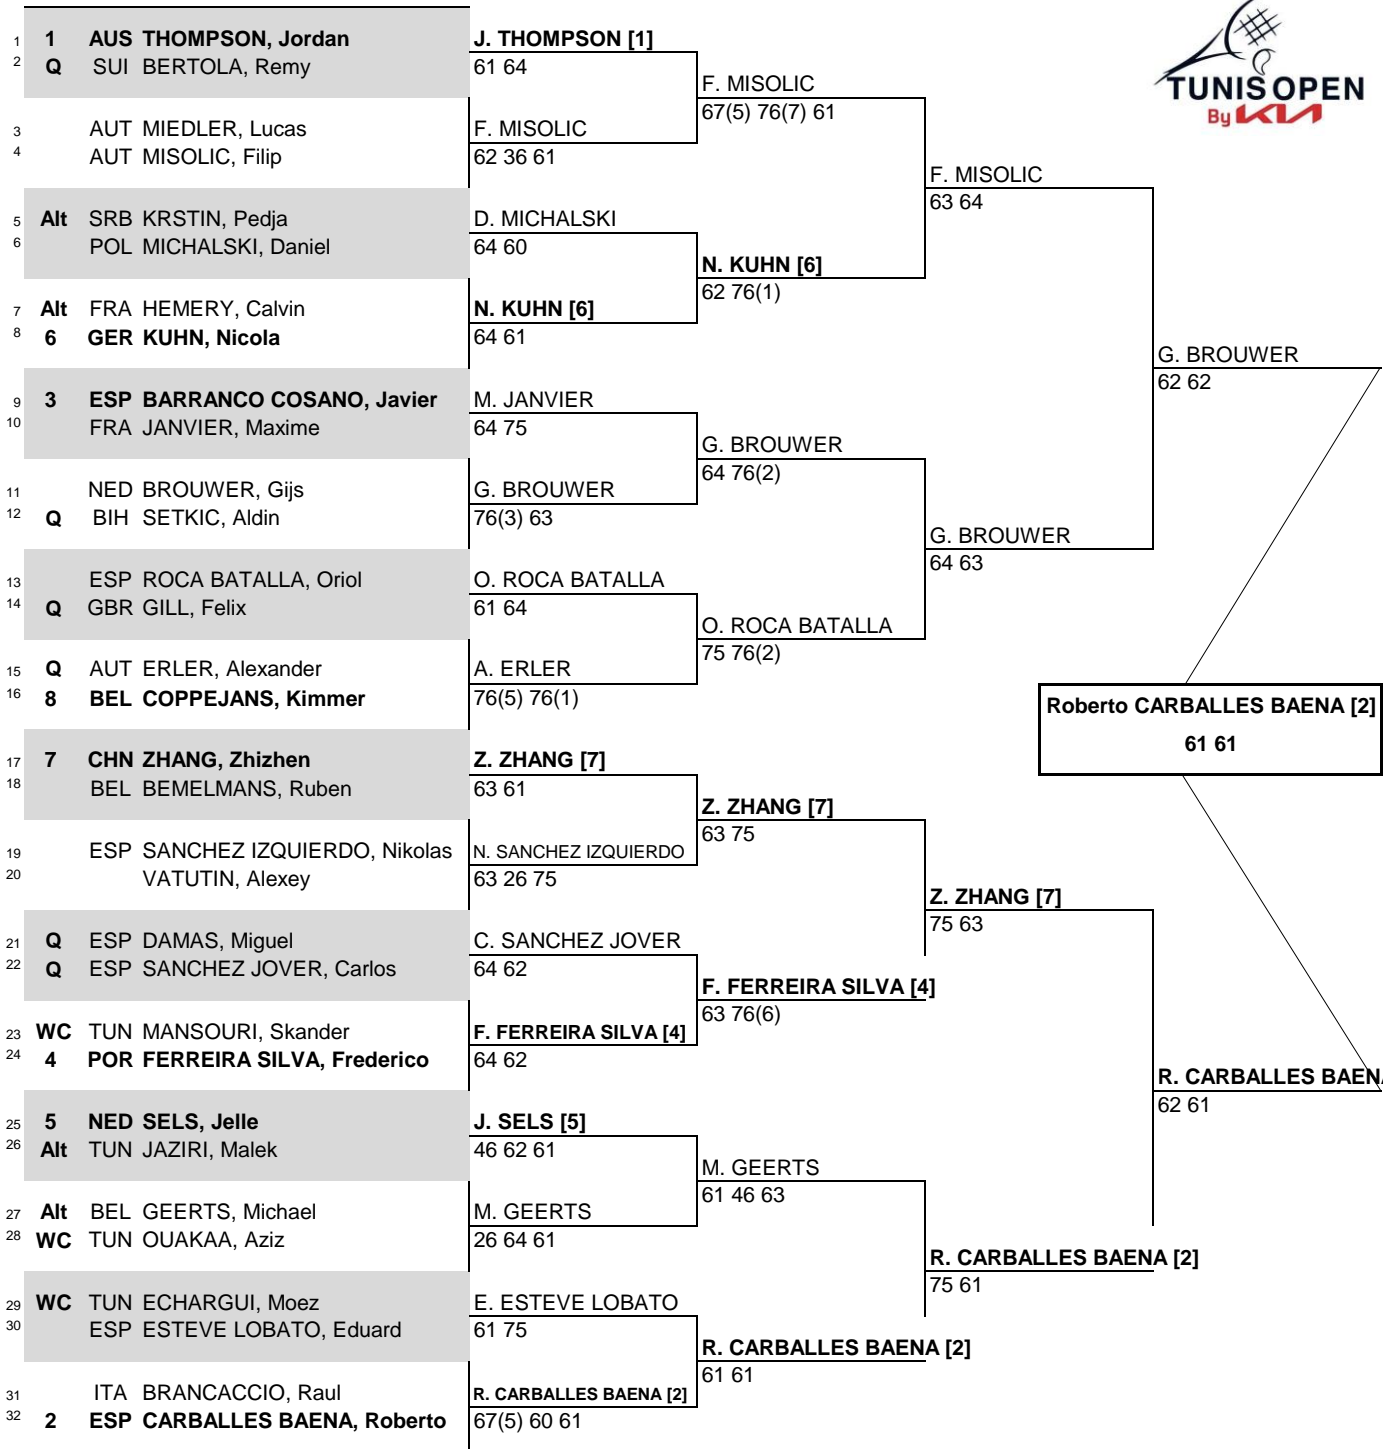 1 1 AUS THOMPSON, Jordan
2 Q SUI BERTOLA, Remy
3 AUT MIEDLER, Lucas
4 AUT MISOLIC, Filip
5 Alt SRB KRSTIN, Pedja
6 POL MICHALSKI, Daniel
7 Alt FRA HEMERY, Calvin
8 6 GER KUHN, Nicola
9 3 ESP BARRANCO COSANO, Javier
10 FRA JANVIER, Maxime
11 NED BROUWER, Gijs
12 Q BIH SETKIC, Aldin
13 ESP ROCA BATALLA, Oriol
14 Q GBR GILL, Felix
15 Q AUT ERLER, Alexander
16 8 BEL COPPEJANS, Kimmer
17 7 CHN ZHANG, Zhizhen
18 BEL BEMELMANS, Ruben
19 ESP SANCHEZ IZQUIERDO, Nikolas
20 VATUTIN, Alexey
21 Q ESP DAMAS, Miguel
22 Q ESP SANCHEZ JOVER, Carlos
23 WC TUN MANSOURI, Skander
24 4 POR FERREIRA SILVA, Frederico
25 5 NED SELS, Jelle
26 Alt TUN JAZIRI, Malek
27 Alt BEL GEERTS, Michael
28 WC TUN OUAKAA, Aziz
29 WC TUN ECHARGUI, Moez
30 ESP ESTEVE LOBATO, Eduard
31 ITA BRANCACCIO, Raul
32 2 ESP CARBALLES BAENA, Roberto
J. THOMPSON [1]
61 64
F. MISOLIC
62 36 61
D. MICHALSKI
64 60
N. KUHN [6]
64 61
M. JANVIER
64 75
G. BROUWER
76(3) 63
O. ROCA BATALLA
61 64
A. ERLER
76(5) 76(1)
Z. ZHANG [7]
63 61
N. SANCHEZ IZQUIERDO
63 26 75
C. SANCHEZ JOVER
64 62
F. FERREIRA SILVA [4]
64 62
J. SELS [5]
46 62 61
M. GEERTS
26 64 61
E. ESTEVE LOBATO
61 75
R. CARBALLES BAENA [2]
67(5) 60 61
F. MISOLIC
67(5) 76(7) 61
N. KUHN [6]
62 76(1)
G. BROUWER
64 76(2)
O. ROCA BATALLA
75 76(2)
Z. ZHANG [7]
63 75
F. FERREIRA SILVA [4]
63 76(6)
M. GEERTS
61 46 63
R. CARBALLES BAENA [2]
61 61
F. MISOLIC
63 64
G. BROUWER
64 63
Z. ZHANG [7]
75 63
R. CARBALLES BAENA [2]
75 61
G. BROUWER
62 62
R. CARBALLES BAENA
62 61
Roberto CARBALLES BAENA [2]
61 61
TUNIS OPEN
By KIA